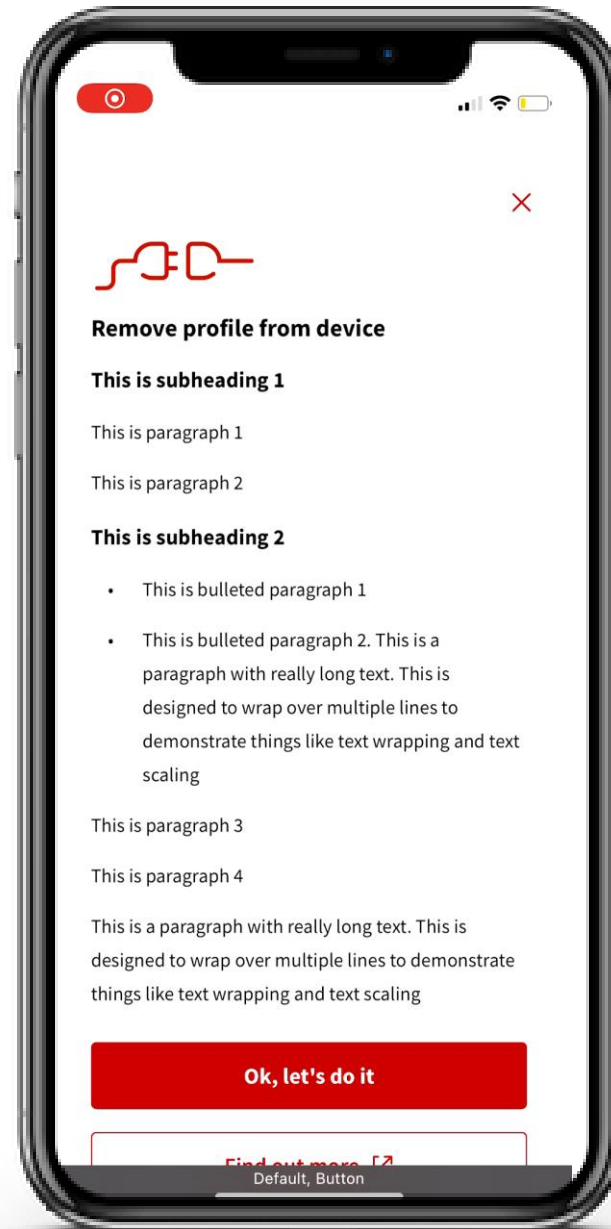 Remove profile from device
This is subheading 1
This is paragraph 1
This is paragraph 2
This is subheading 2
• This is bulleted paragraph 1
• This is bulleted paragraph 2. This is a
paragraph with really long text. This is
designed to wrap over multiple lines to
demonstrate things like text wrapping and text
scaling
This is paragraph 3
This is paragraph 4
This is a paragraph with really long text. This is
designed to wrap over multiple lines to demonstrate
things like text wrapping and text scaling
Ok, let's do it
Find out more
Default, Button